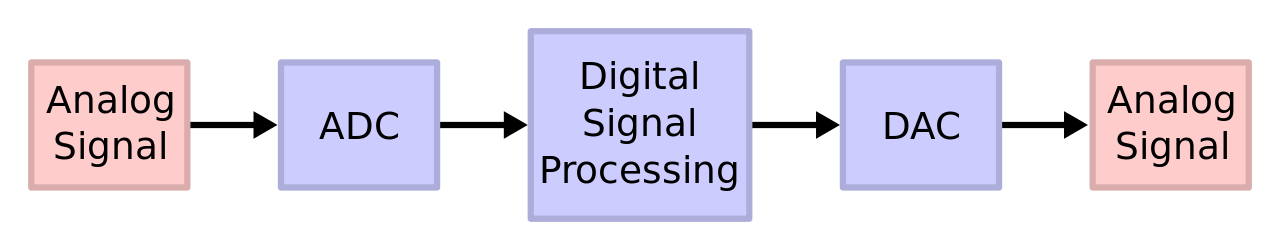 Analog
Signal
ADC
Digital
Signal
Processing
DAC
Analog
Signal